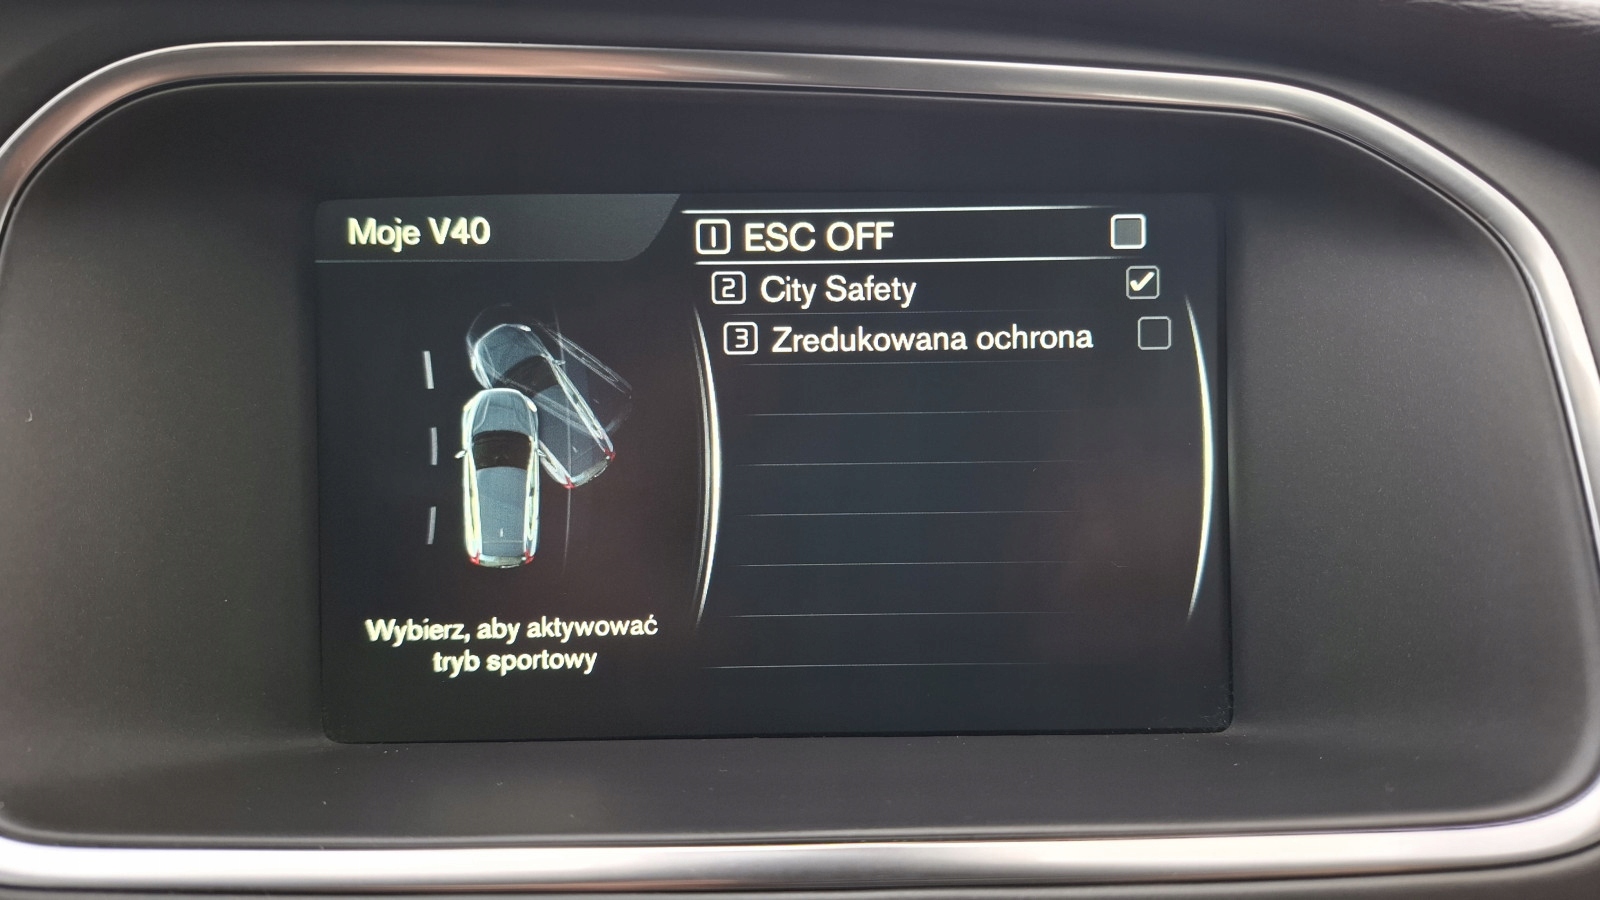 Moje V40
1 ESC OFF
2 City Safety
3 Zredukowana ochrona
Wybierz, aby aktywować
tryb sportowy